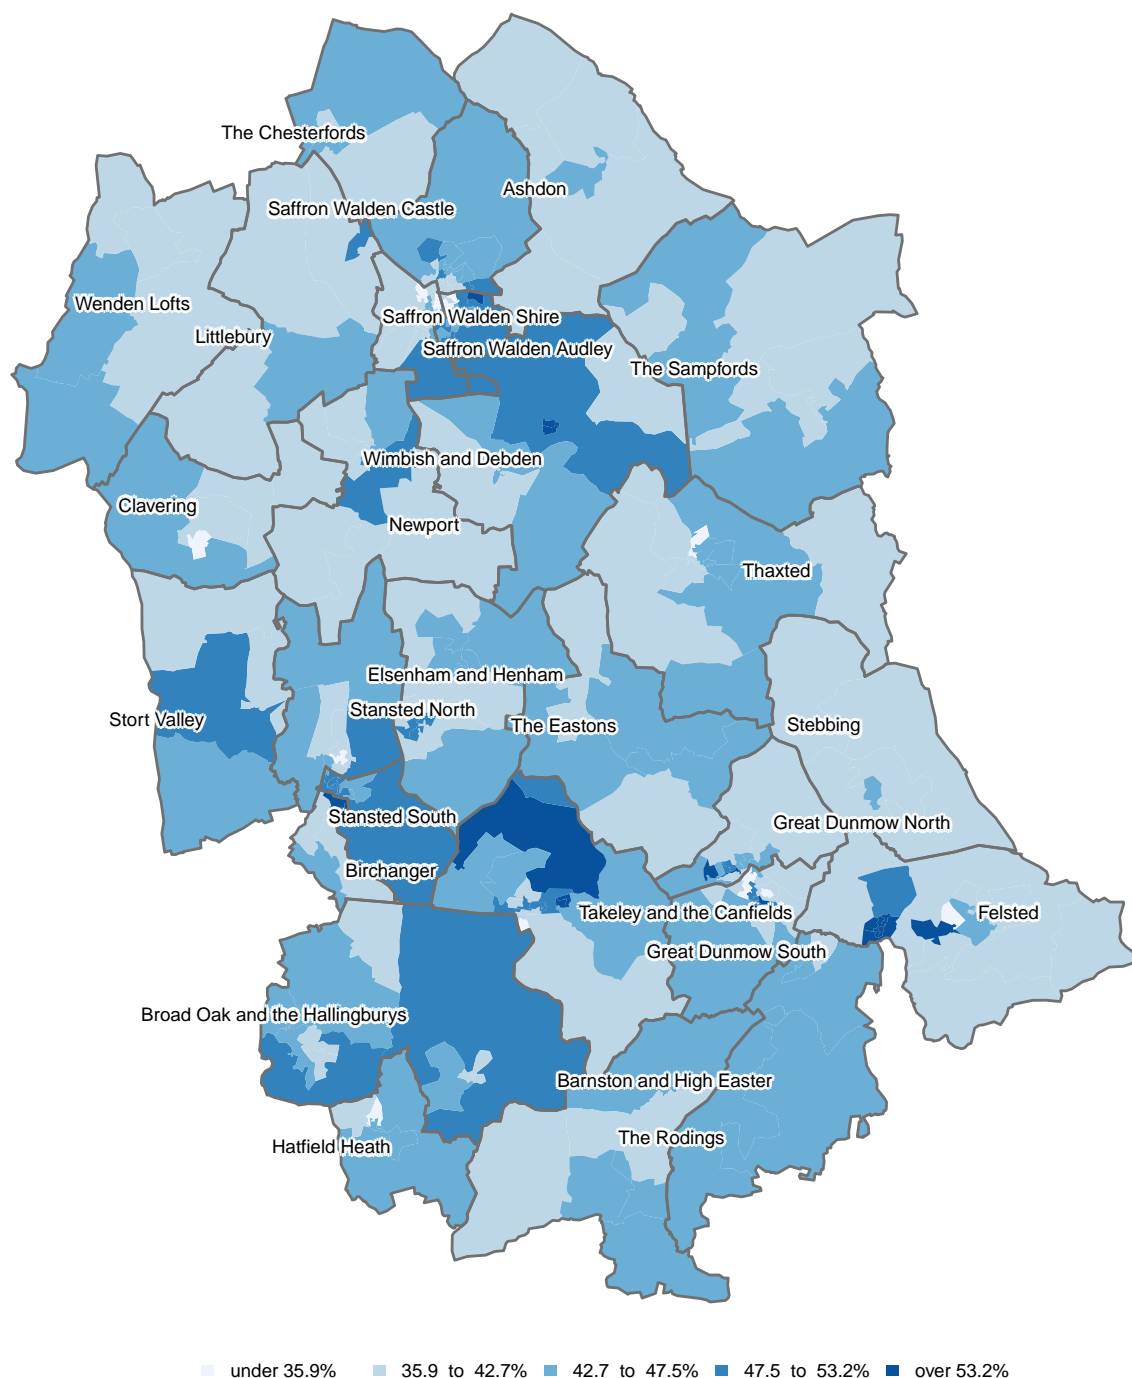 The Chesterfords
Ashdon
Saffron Walden Castle
Wenden Lofts
Saffron Walden Shire
Littlebury
Saffron Walden Audley
The Sampfords
Wimbish and Debden
Clavering
Newport
Thaxted
Elsenham and Henham
Stansted North
Stort Valley
The Eastons
Stebbing
Stansted South
Great Dunmow North
Birchanger
Takeley and the Canfields
Felsted
Great Dunmow South
Broad Oak and the Hallingburys
Barnston and High Easter
The Rodings
Hatfield Heath
under 35.9% 35.9 to 42.7% 42.7 to 47.5% 47.5 to 53.2% over 53.2%